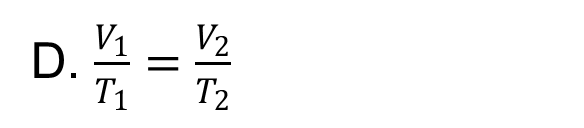 D. V₁/T₁ = V₂/T₂